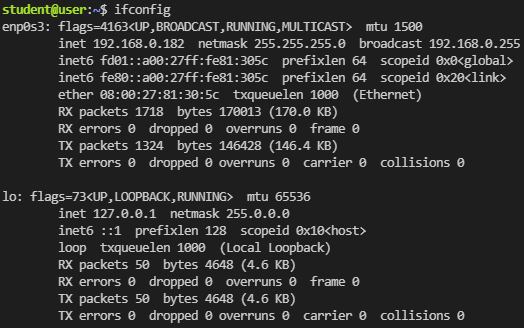 student@user:~$ ifconfig
enp0s3: flags=4163<UP,BROADCAST,RUNNING,MULTICAST>  mtu 1500
        inet 192.168.0.182  netmask 255.255.255.0  broadcast 192.168.0.255
        inet6 fd01::a00:27ff:fe81:305c  prefixlen 64  scopeid 0x0<global>
        inet6 fe80::a00:27ff:fe81:305c  prefixlen 64  scopeid 0x20<link>
        ether 08:00:27:81:30:5c  txqueuelen 1000  (Ethernet)
        RX packets 1718  bytes 170013 (170.0 KB)
        RX errors 0  dropped 0  overruns 0  frame 0
        TX packets 1324  bytes 146428 (146.4 KB)
        TX errors 0  dropped 0 overruns 0  carrier 0  collisions 0

lo: flags=73<UP,LOOPBACK,RUNNING>  mtu 65536
        inet 127.0.0.1  netmask 255.0.0.0
        inet6 ::1  prefixlen 128  scopeid 0x10<host>
        loop  txqueuelen 1000  (Local Loopback)
        RX packets 50  bytes 4648 (4.6 KB)
        RX errors 0  dropped 0  overruns 0  frame 0
        TX packets 50  bytes 4648 (4.6 KB)
        TX errors 0  dropped 0 overruns 0  carrier 0  collisions 0